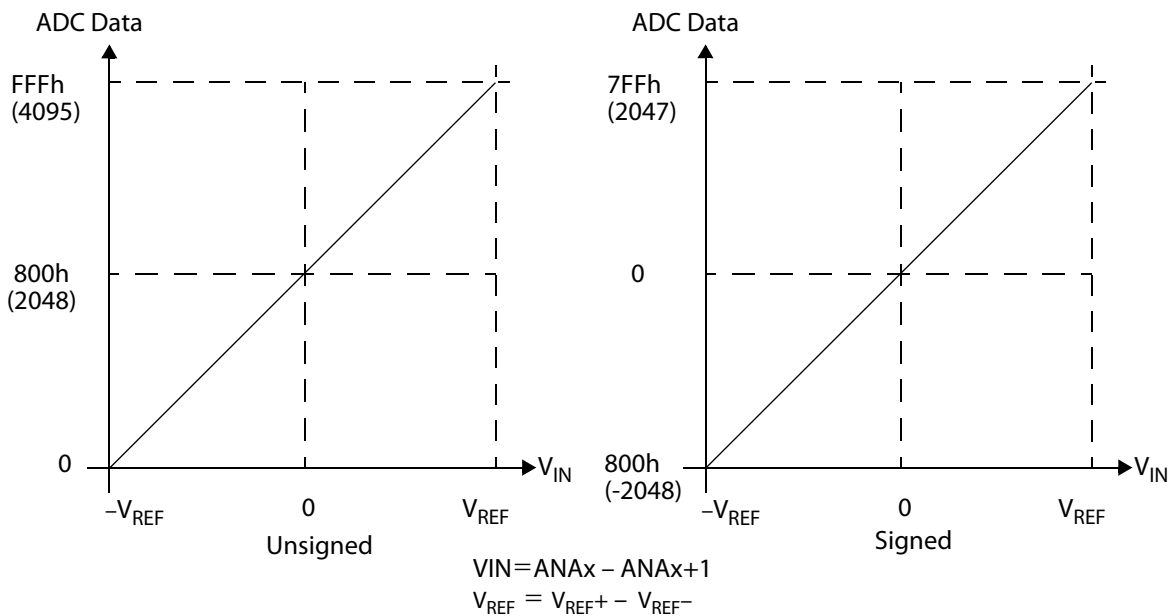 ADC Data
FFFh
(4095)
800h
(2048)
0
–VREF
0
VREF
VIN
Unsigned
ADC Data
7FFh
(2047)
0
800h
(-2048)
–VREF
0
VREF
VIN
Signed
VIN=ANAx – ANAx+1
VREF = VREF+ – VREF–